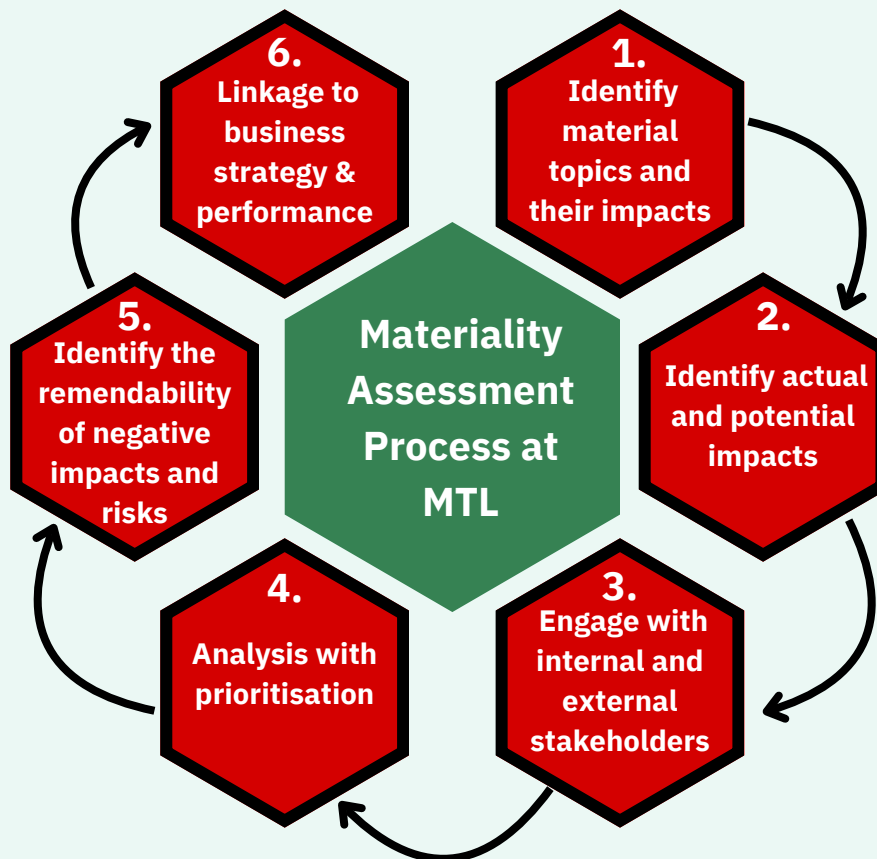 Materiality
Assessment
Process at
MTL
1.
Identify
material
topics and
their impacts
2.
Identify actual
and potential
impacts
3.
Engage with
internal and
external
stakeholders
4.
Analysis with
prioritisation
5.
Identify the
remendability
of negative
impacts and
risks
6.
Linkage to
business
strategy &
performance